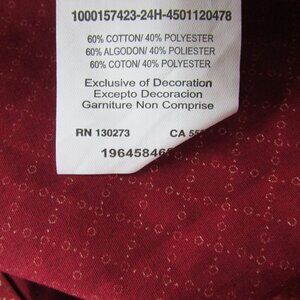 1000157423-24H-4501120478
60% COTTON/ 40% POLYESTER
60% ALGODON/ 40% POLIESTER
60% COTON/ 40% POLYESTER
Exclusive of Decoration
Excepto Decoracion
Garniture Non Comprise
RN 130273 CA